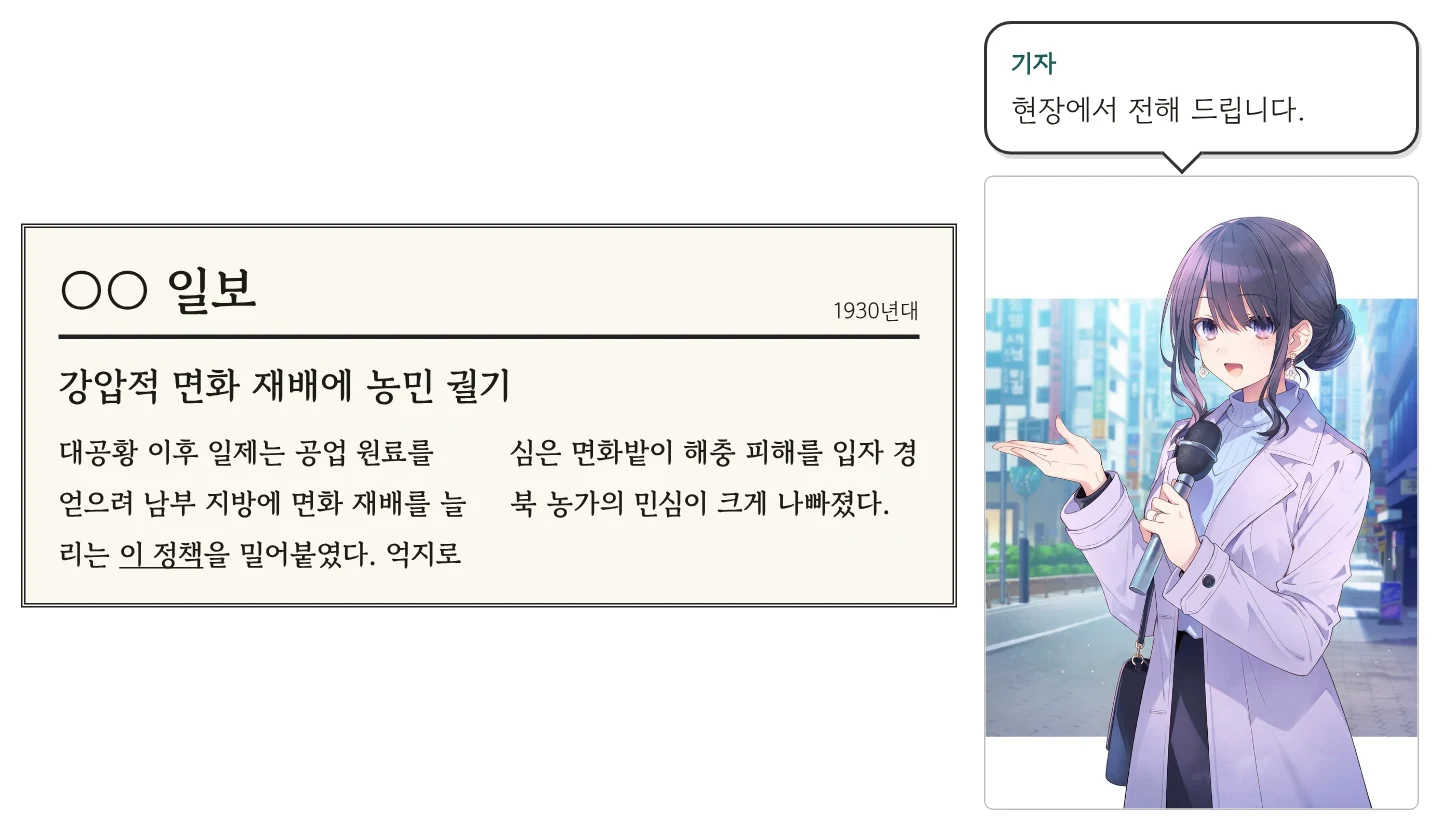 ○○ 일보
1930년대
강압적 면화 재배에 농민 궐기
대공황 이후 일제는 공업 원료를
얻으려 남부 지방에 면화 재배를 늘
리는 이 정책을 밀어붙였다. 억지로
심은 면화밭이 해충 피해를 입자 경
북 농가의 민심이 크게 나빠졌다.
기자
현장에서 전해 드립니다.